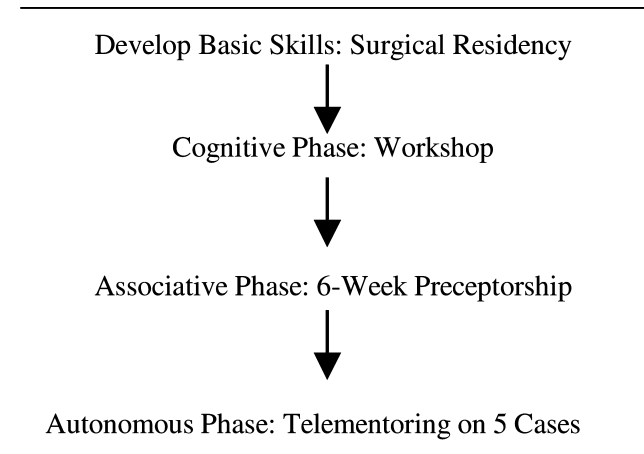 Develop Basic Skills: Surgical Residency
Cognitive Phase: Workshop
Associative Phase: 6-Week Preceptorship
Autonomous Phase: Telementoring on 5 Cases